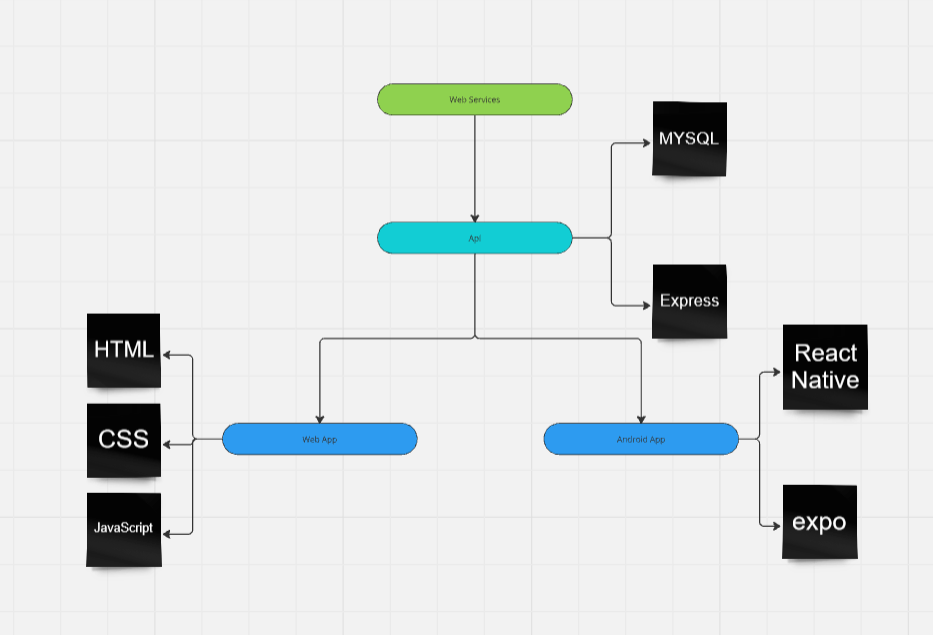 Web Services
MYSQL
Api
Express
HTML
React
Native
CSS
Web App
Android App
JavaScript
expo